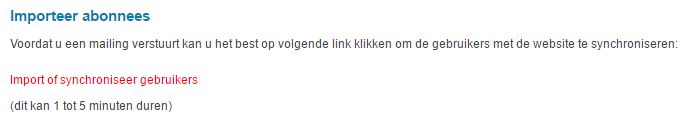 Importeer abonnees
Voordat u een mailing verstuurt kan u het best op volgende link klikken om de gebruikers met de website te synchroniseren:
Import of synchroniseer gebruikers
(dit kan 1 tot 5 minuten duren)